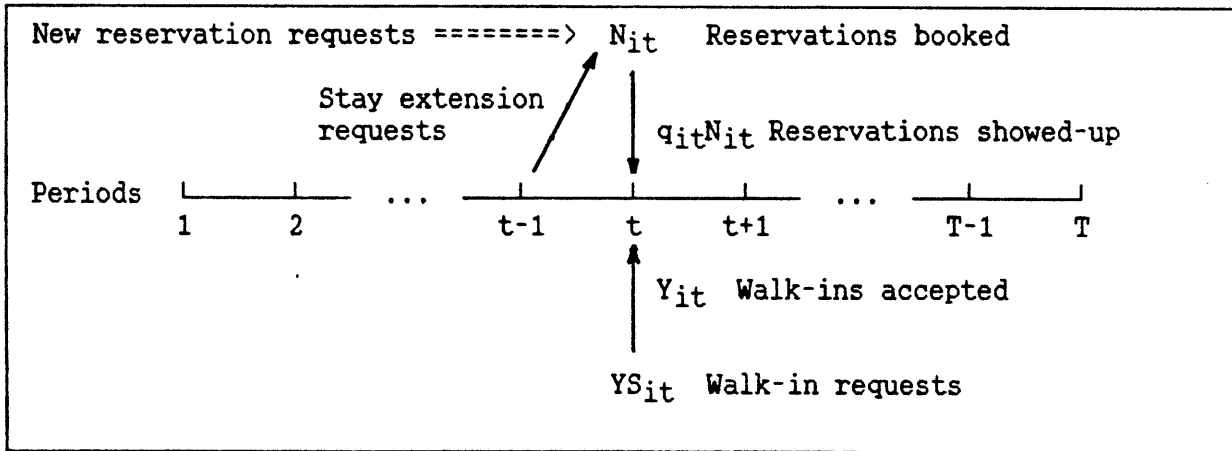 New reservation requests ========> N_it Reservations booked
Stay extension
requests
q_itN_it Reservations showed-up
Periods
1 2 ... t-1 t t+1 ... T-1 T
Y_it Walk-ins accepted
YS_it Walk-in requests